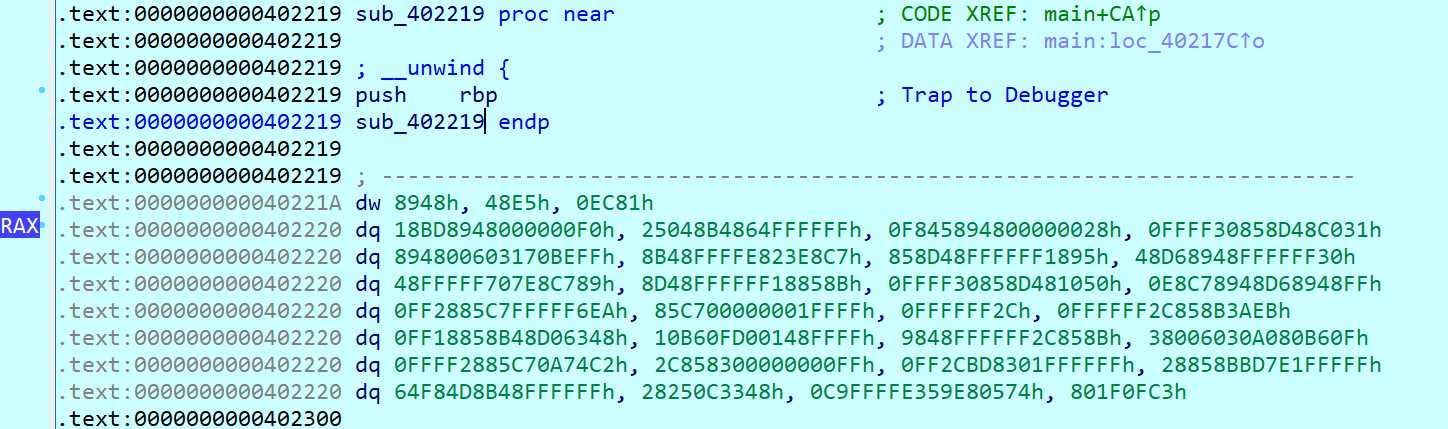 .text:0000000000402219 sub_402219 proc near ; CODE XREF: main+CA↑p
.text:0000000000402219 ; DATA XREF: main:loc_40217C↑o
.text:0000000000402219 ; __unwind {
.text:0000000000402219 push rbp ; Trap to Debugger
.text:0000000000402219 sub_402219 endp
.text:0000000000402219
.text:0000000000402219 ; ---------------------------------------------------------------------------
.text:000000000040221A dw 8948h, 48E5h, 0EC81h
RAX .text:0000000000402220 dq 18BD8948000000F0h, 25048B4864FFFFFFh, 0F845894800000028h, 0FFFF30858D48C031h
.text:0000000000402220 dq 894800603170BEFFh, 8B48FFFFE823E8C7h, 858D48FFFFFF1895h, 48D68948FFFFFF30h
.text:0000000000402220 dq 48FFFFF707E8C789h, 8D48FFFFFF18858Bh, 0FFFF30858D481050h, 0E8C78948D68948FFh
.text:0000000000402220 dq 0FF2885C7FFFFF6EAh, 85C700000001FFFFh, 0FFFFFF2Ch, 0FFFFFF2C858B3AEBh
.text:0000000000402220 dq 0FF18858B48D06348h, 10B60FD00148FFFFh, 9848FFFFFF2C858Bh, 38006030A080B60Fh
.text:0000000000402220 dq 0FFFF2885C70A74C2h, 2C858300000000FFh, 0FF2CBD8301FFFFFFh, 28858BBD7E1FFFFFh
.text:0000000000402220 dq 64F84D8B48FFFFFFh, 28250C3348h, 0C9FFFFE359E80574h, 801F0FC3h
.text:0000000000402300